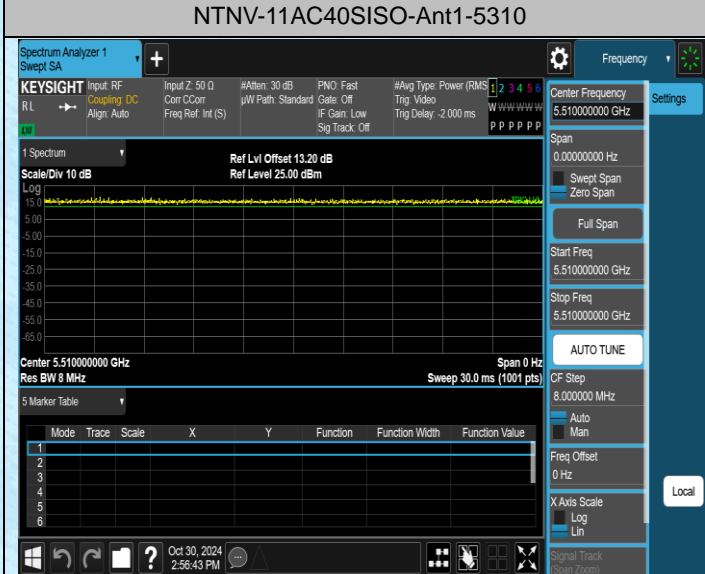 NTNV-11AC40SISO-Ant1-5310
Spectrum Analyzer 1
Swept SA
+
Frequency
KEYSIGHT
RL
LXI
Input: RF
Coupling: DC
Align: Auto
Input Z: 50 Ω
Corr CCorr
Freq Ref: Int (S)
#Atten: 30 dB
µW Path: Standard
PNO: Fast
Gate: Off
IF Gain: Low
Sig Track: Off
#Avg Type: Power (RMS
Trig: Video
Trig Delay: -2.000 ms
1 2 3 4 5 6
W W W W W W
P P P P P P
1 Spectrum
Scale/Div 10 dB
Ref Lvl Offset 13.20 dB
Ref Level 25.00 dBm
Log
15.0
5.00
-5.00
-15.0
-25.0
-35.0
-45.0
-55.0
-65.0
Center 5.510000000 GHz
Span 0 Hz
Res BW 8 MHz
Sweep 30.0 ms (1001 pts)
5 Marker Table
Mode Trace Scale X Y Function Function Width Function Value
1
2
3
4
5
6
Oct 30, 2024
2:56:43 PM
Center Frequency
5.510000000 GHz
Settings
Span
0.00000000 Hz
Swept Span
Zero Span
Full Span
Start Freq
5.510000000 GHz
Stop Freq
5.510000000 GHz
AUTO TUNE
CF Step
8.000000 MHz
Auto
Man
Freq Offset
0 Hz
X Axis Scale
Log
Lin
Local
Signal Track
(Span Zoom)